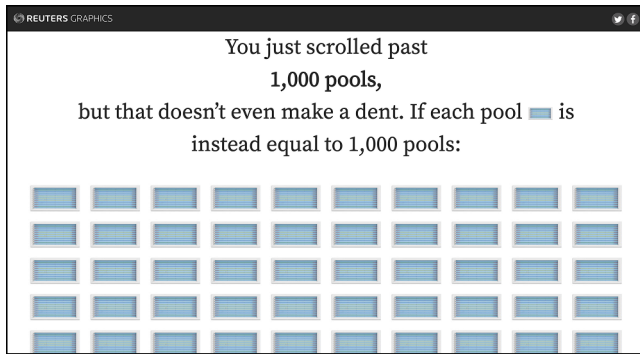 REUTERS GRAPHICS
You just scrolled past
1,000 pools,
but that doesn’t even make a dent. If each pool is
instead equal to 1,000 pools: